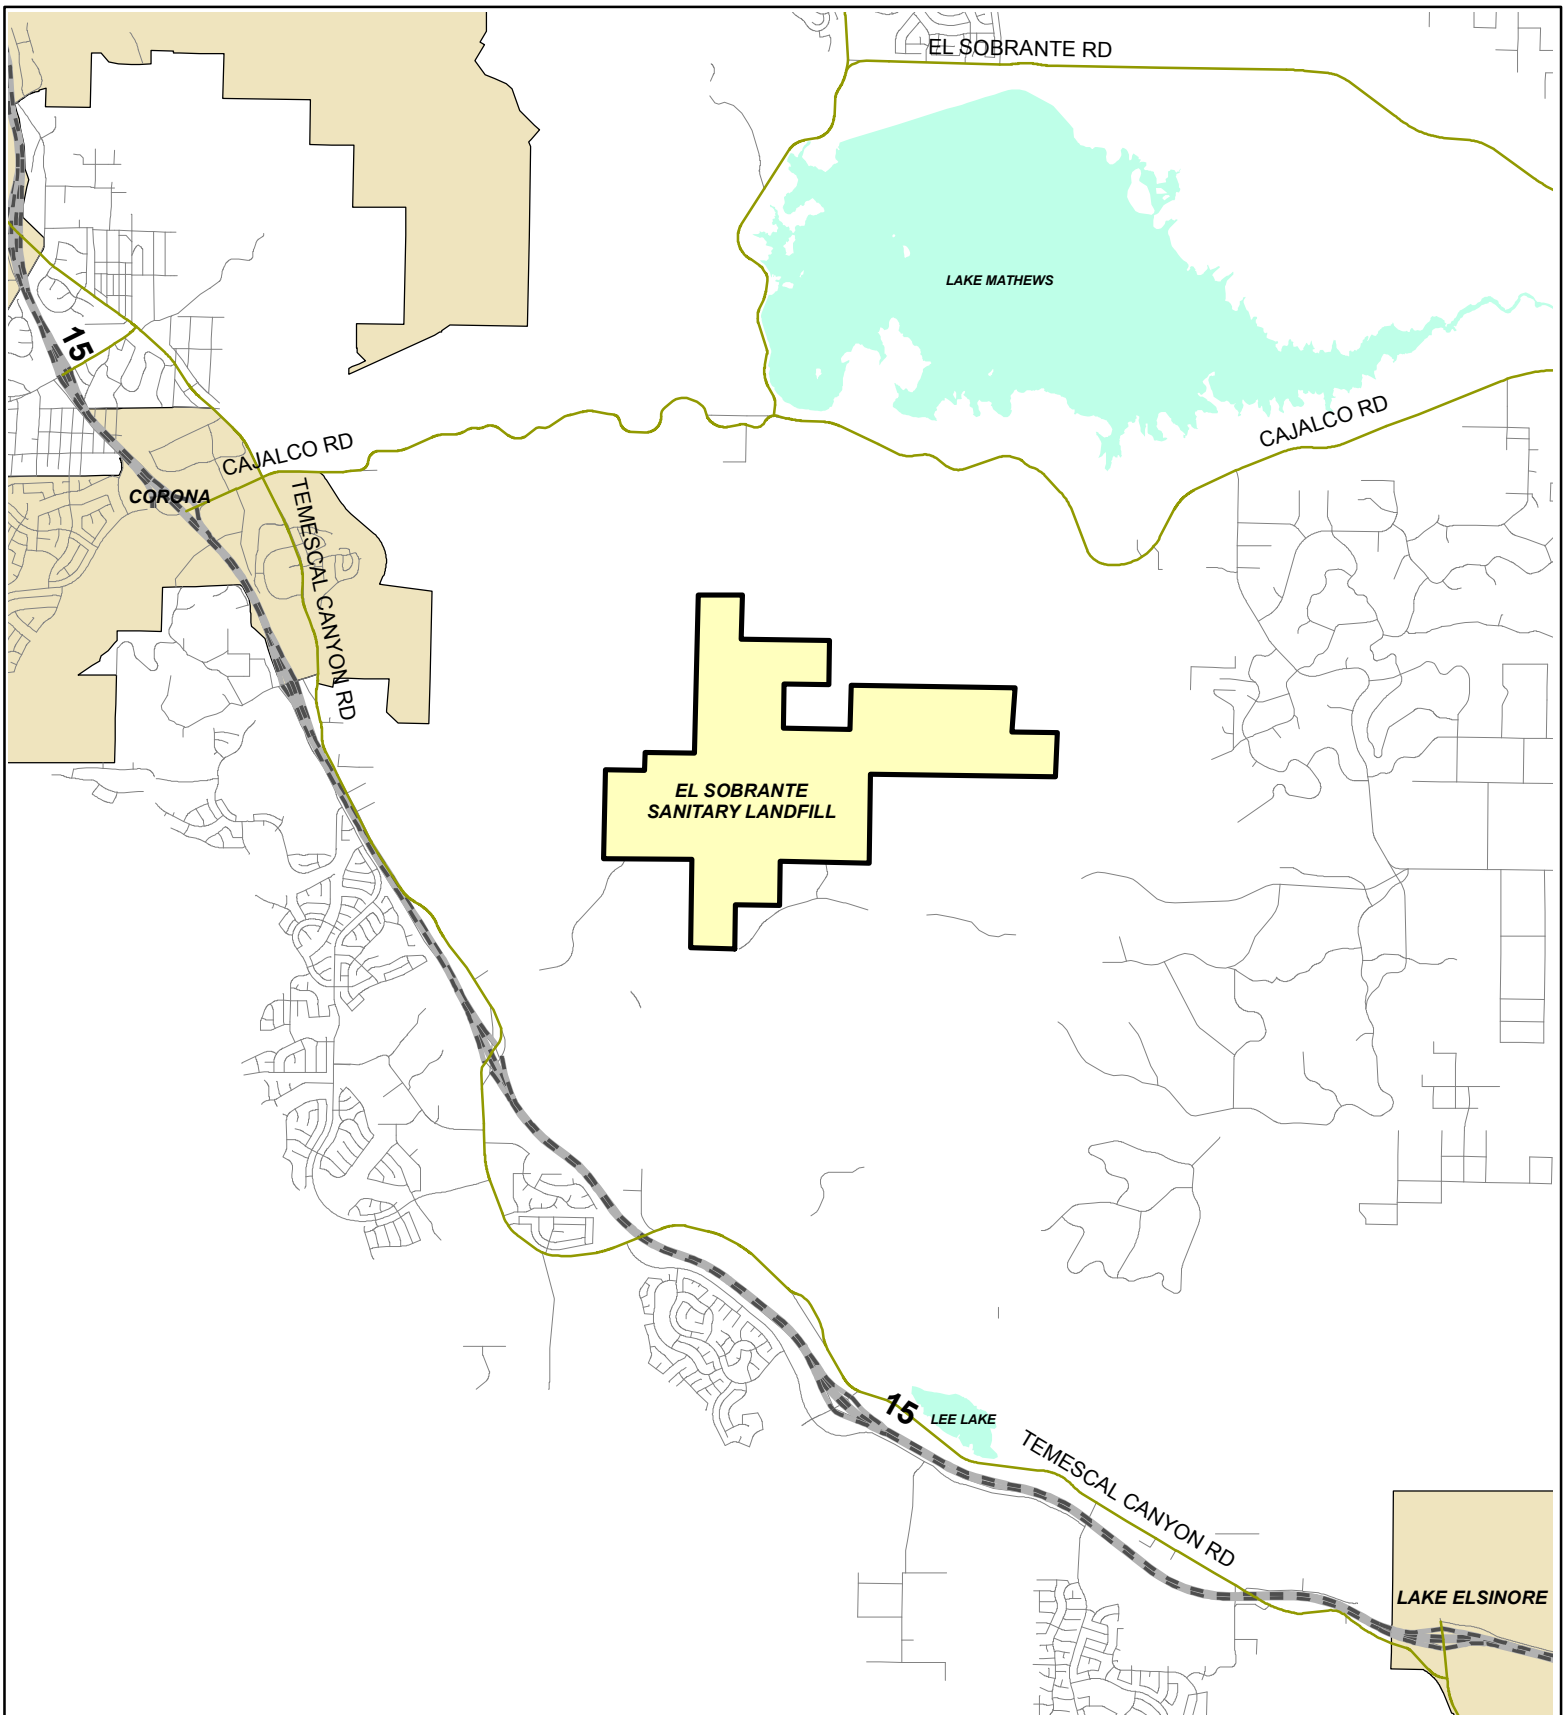 EL SOBRANTE RD
LAKE MATHEWS
15
CAJALCO RD
CAJALCO RD
CORONA
TEMESCAL CANYON RD
EL SOBRANTE
SANITARY LANDFILL
15
LEE LAKE
TEMESCAL CANYON RD
LAKE ELSINORE